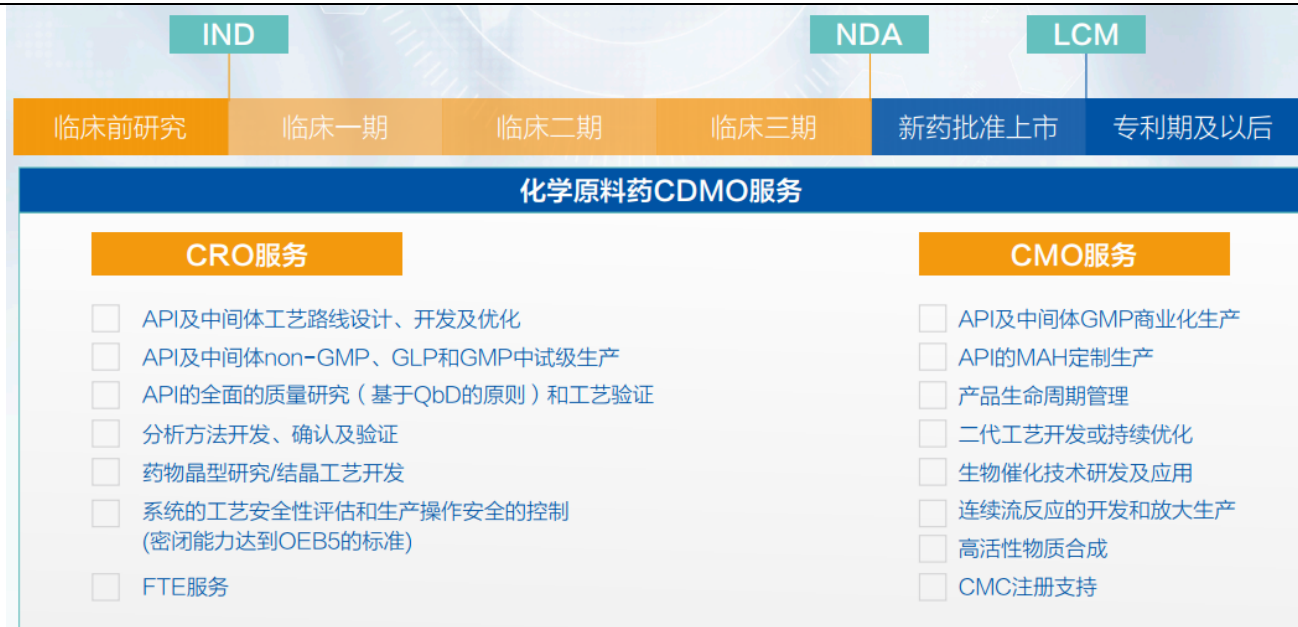 IND
NDA
LCM
临床前研究
临床一期
临床二期
临床三期
新药批准上市
专利期及以后
化学原料药CDMO服务
CRO服务
API及中间体工艺路线设计、开发及优化
API及中间体non-GMP、GLP和GMP中试级生产
API的全面的质量研究（基于QbD的原则）和工艺验证
分析方法开发、确认及验证
药物晶型研究/结晶工艺开发
系统的工艺安全性评估和生产操作安全的控制
(密闭能力达到OEB5的标准)
FTE服务
CMO服务
API及中间体GMP商业化生产
API的MAH定制生产
产品生命周期管理
二代工艺开发或持续优化
生物催化技术研发及应用
连续流反应的开发和放大生产
高活性物质合成
CMC注册支持